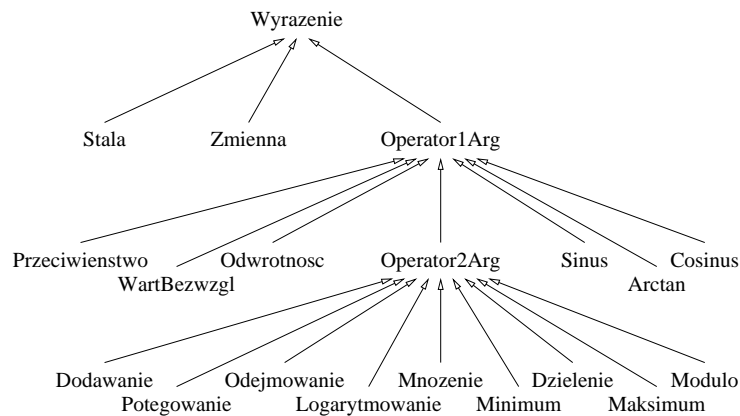 Wyrazenie
Stala Zmienna Operator1Arg
Przeciwienstwo Odwrotnosc Operator2Arg Sinus Cosinus
WartBezwzgl Arctan
Dodawanie Odejmowanie Mnozenie Dzielenie Modulo
Potegowanie Logarytmowanie Minimum Maksimum